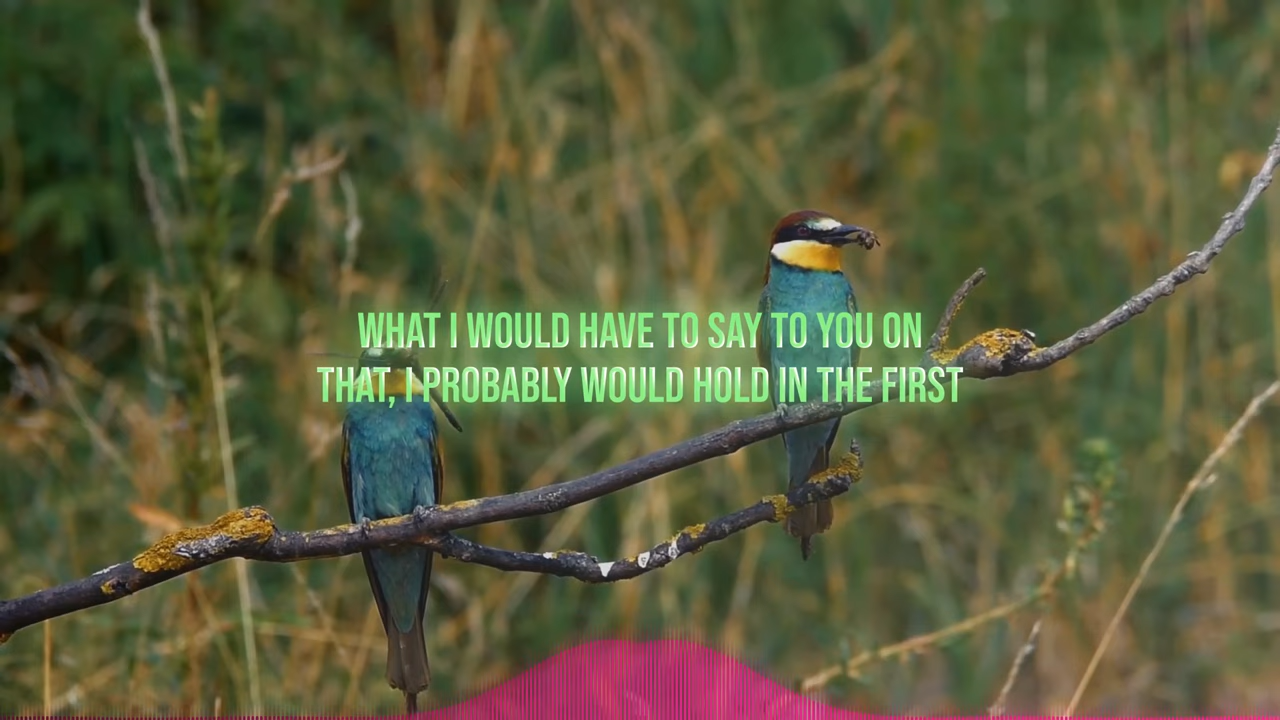 WHAT I WOULD HAVE TO SAY TO YOU ON
THAT, I PROBABLY WOULD HOLD IN THE FIRST